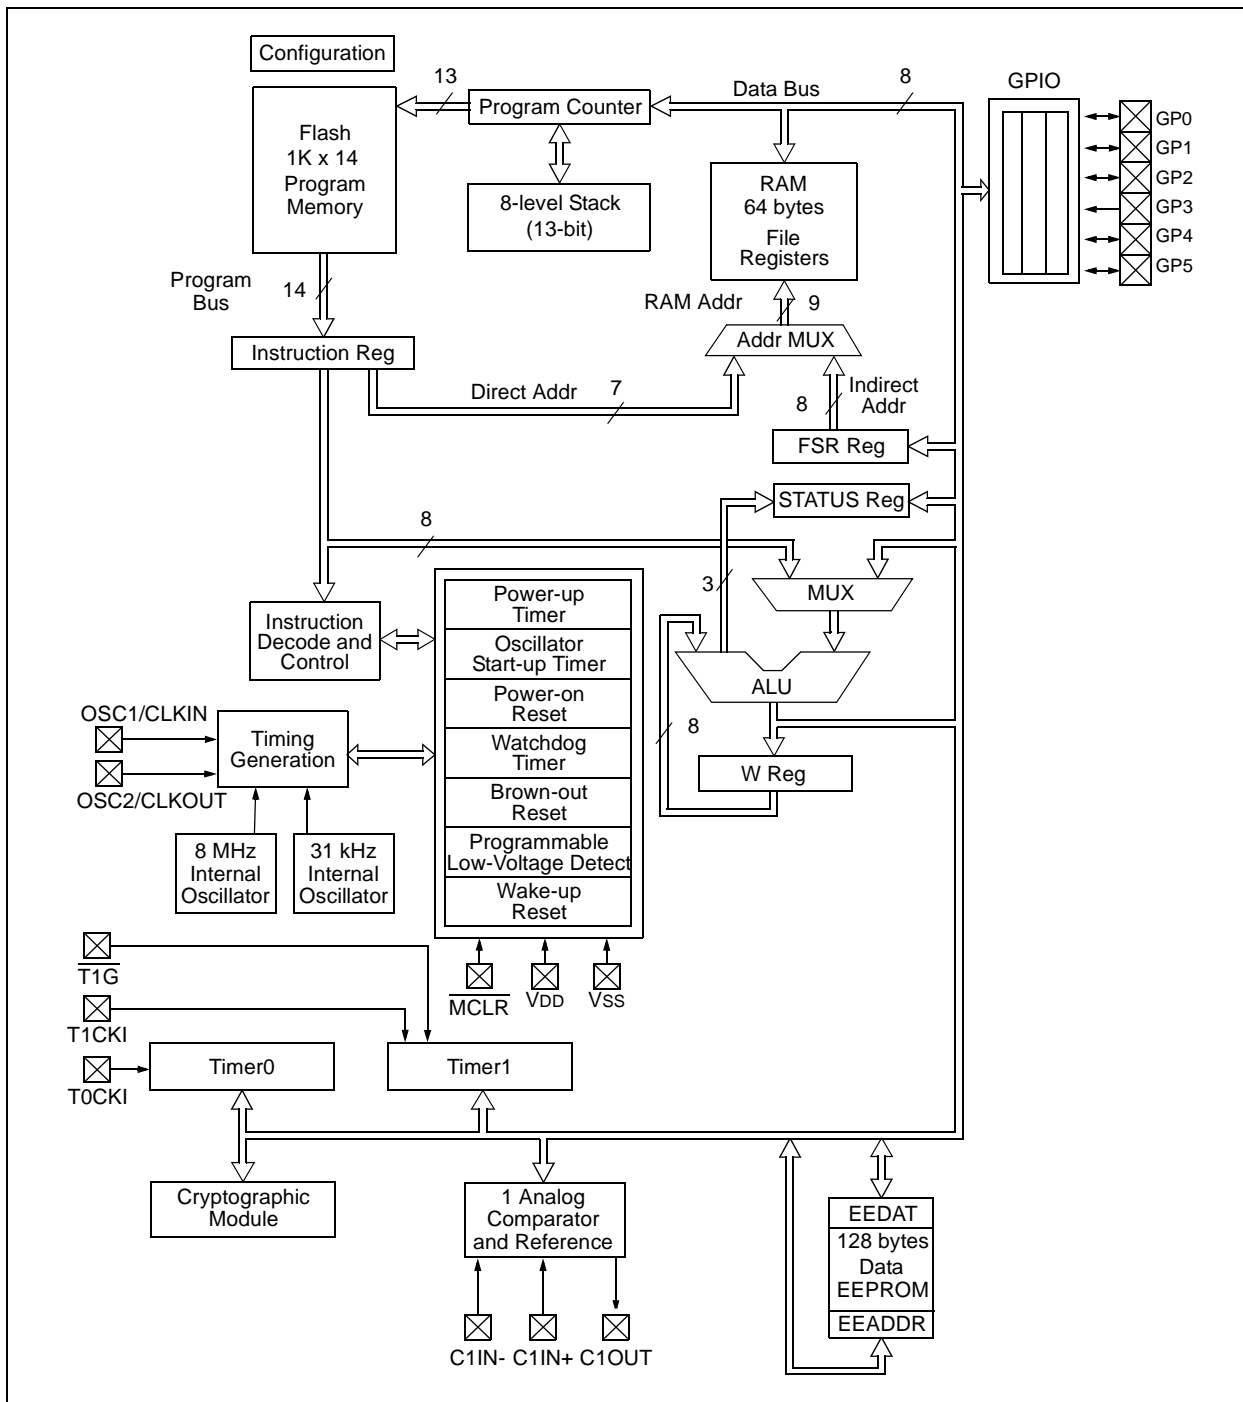 Configuration
13
Data Bus
8
GPIO
Flash
1K x 14
Program
Memory
Program Counter
8-level Stack
(13-bit)
RAM
64 bytes
File
Registers
GP0
GP1
GP2
GP3
GP4
GP5
Program
Bus
14
RAM Addr
9
Addr MUX
Instruction Reg
Direct Addr
7
8
Indirect
Addr
FSR Reg
STATUS Reg
8
3
MUX
Instruction
Decode and
Control
Power-up
Timer
Oscillator
Start-up Timer
Power-on
Reset
Watchdog
Timer
Brown-out
Reset
Programmable
Low-Voltage Detect
Wake-up
Reset
ALU
8
W Reg
OSC1/CLKIN
OSC2/CLKOUT
Timing
Generation
8 MHz
Internal
Oscillator
31 kHz
Internal
Oscillator
T1G
T1CKI
T0CKI
MCLR
VDD
VSS
Timer0
Timer1
Cryptographic
Module
1 Analog
Comparator
and Reference
C1IN-
C1IN+
C1OUT
EEDAT
128 bytes
Data
EEPROM
EEADDR